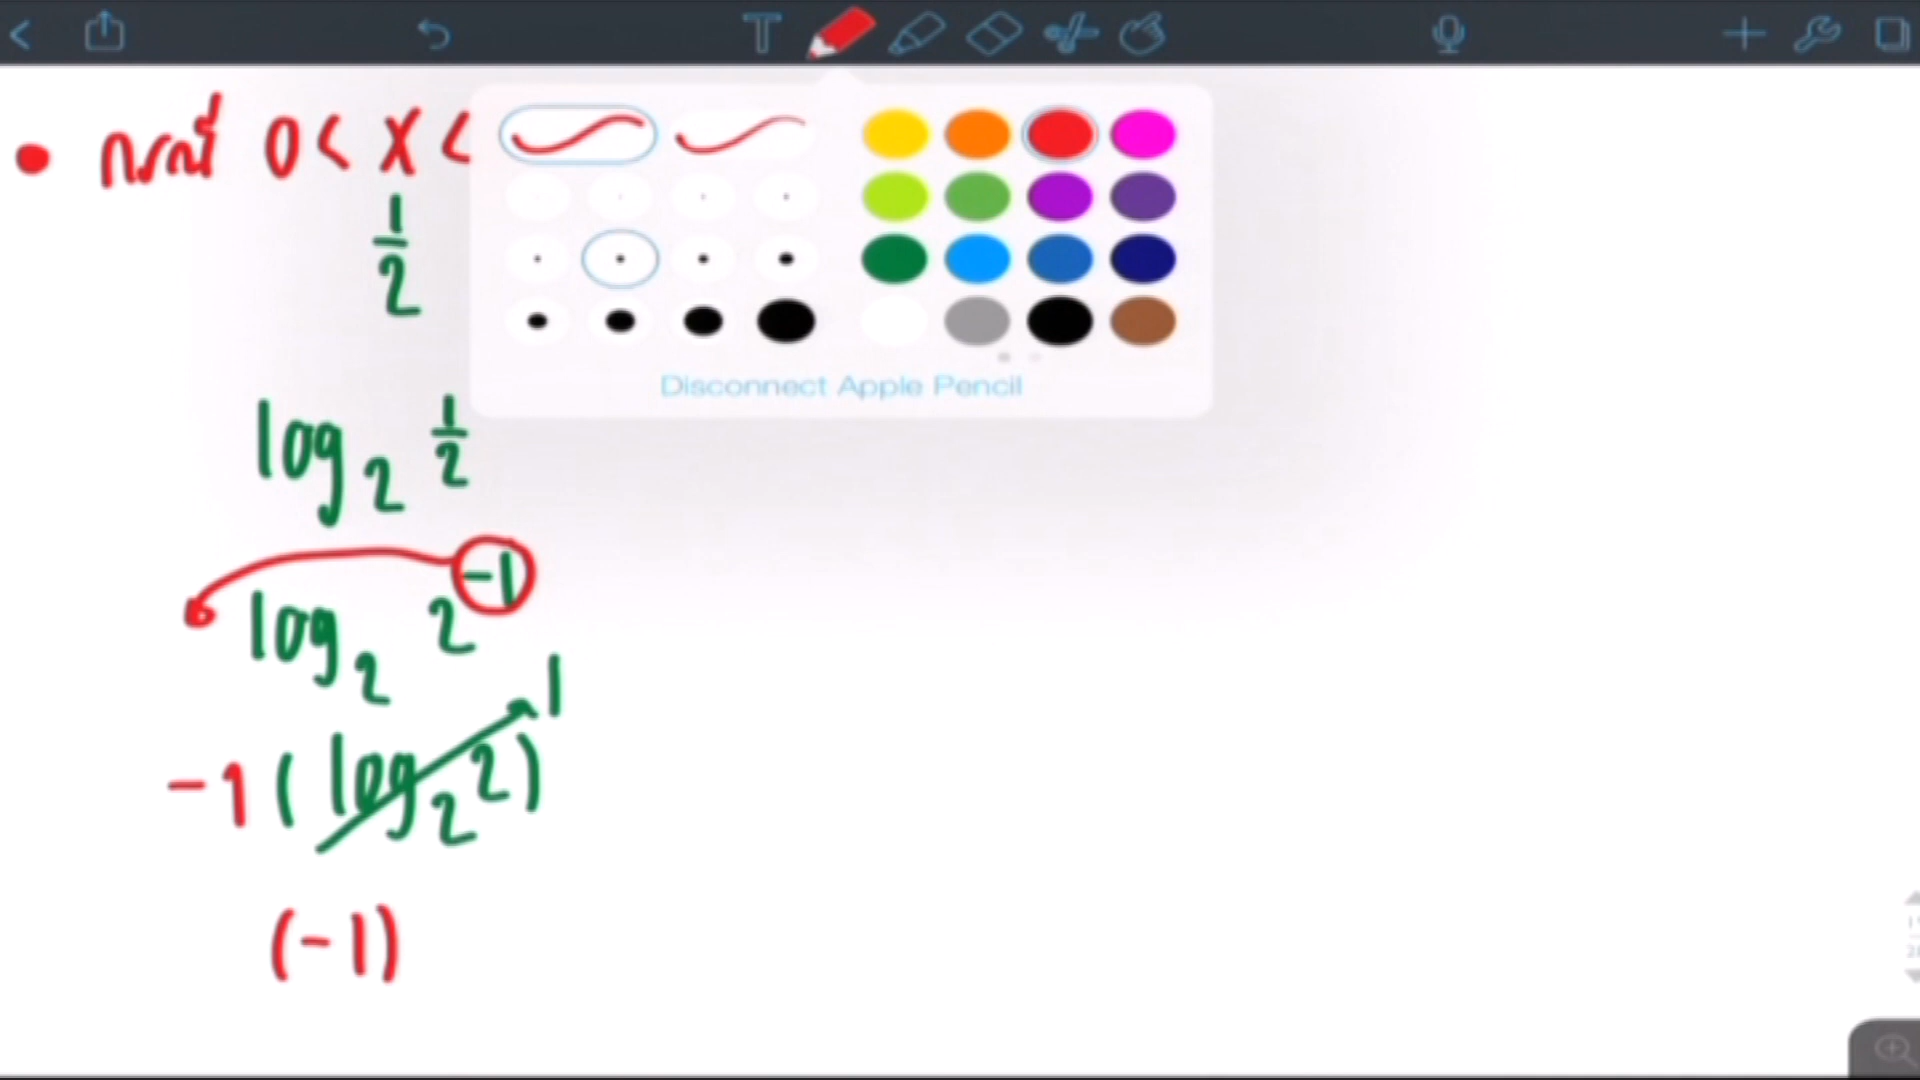 • กรณี 0 < x <
1/2
Disconnect Apple Pencil
log₂ 1/2
log₂ 2⁻¹
-1 (log₂ 2) 1
(-1)